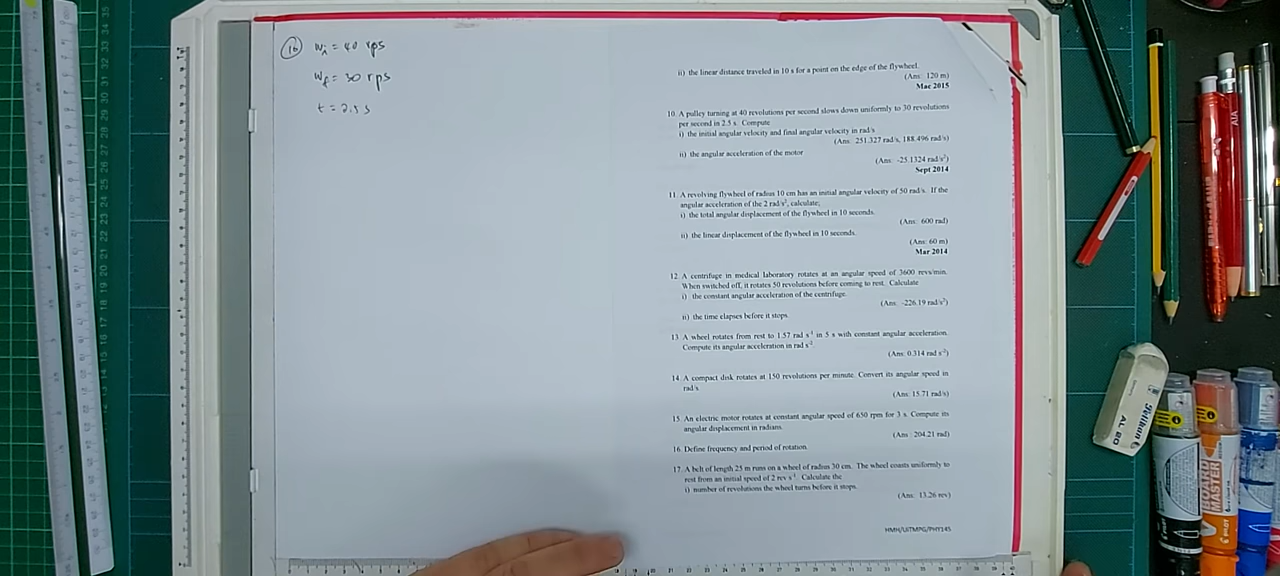 10 ωi = 40 rps
ωf = 30 rps
t = 2.5 s
ii) the linear distance traveled in 10 s for a point on the edge of the flywheel.
(Ans: 120 m)
Mac 2015
10. A pulley turning at 40 revolutions per second slows down uniformly to 30 revolutions
per second in 2.5 s. Compute
i) the initial angular velocity and final angular velocity in rad/s
(Ans: 251.327 rad/s, 188.496 rad/s)
ii) the angular acceleration of the motor
(Ans: -25.1324 rad/s²)
Sept 2014
11. A revolving flywheel of radius 10 cm has an initial angular velocity of 50 rad/s. If the
angular acceleration of the 2 rad/s², calculate;
i) the total angular displacement of the flywheel in 10 seconds.
(Ans: 600 rad)
ii) the linear displacement of the flywheel in 10 seconds.
(Ans: 60 m)
Mar 2014
12. A centrifuge in medical laboratory rotates at an angular speed of 3600 revs/min.
When switched off, it rotates 50 revolutions before coming to rest. Calculate
i) the constant angular acceleration of the centrifuge.
(Ans: -226.19 rad/s²)
ii) the time elapses before it stops.
13. A wheel rotates from rest to 1.57 rad s⁻¹ in 5 s with constant angular acceleration.
Compute its angular acceleration in rad s⁻².
(Ans: 0.314 rad s⁻²)
14. A compact disk rotates at 150 revolutions per minute. Convert its angular speed in
rad/s.
(Ans: 15.71 rad/s)
15. An electric motor rotates at constant angular speed of 650 rpm for 3 s. Compute its
angular displacement in radians.
(Ans: 204.21 rad)
16. Define frequency and period of rotation.
17. A belt of length 25 m runs on a wheel of radius 30 cm. The wheel coasts uniformly to
rest from an initial speed of 2 rev s⁻¹. Calculate the
i) number of revolutions the wheel turns before it stops.
(Ans: 13.26 rev)
HMH/UiTMPG/PHY145
Pelikan
AL 20
BOARD
MASTER
PILOT